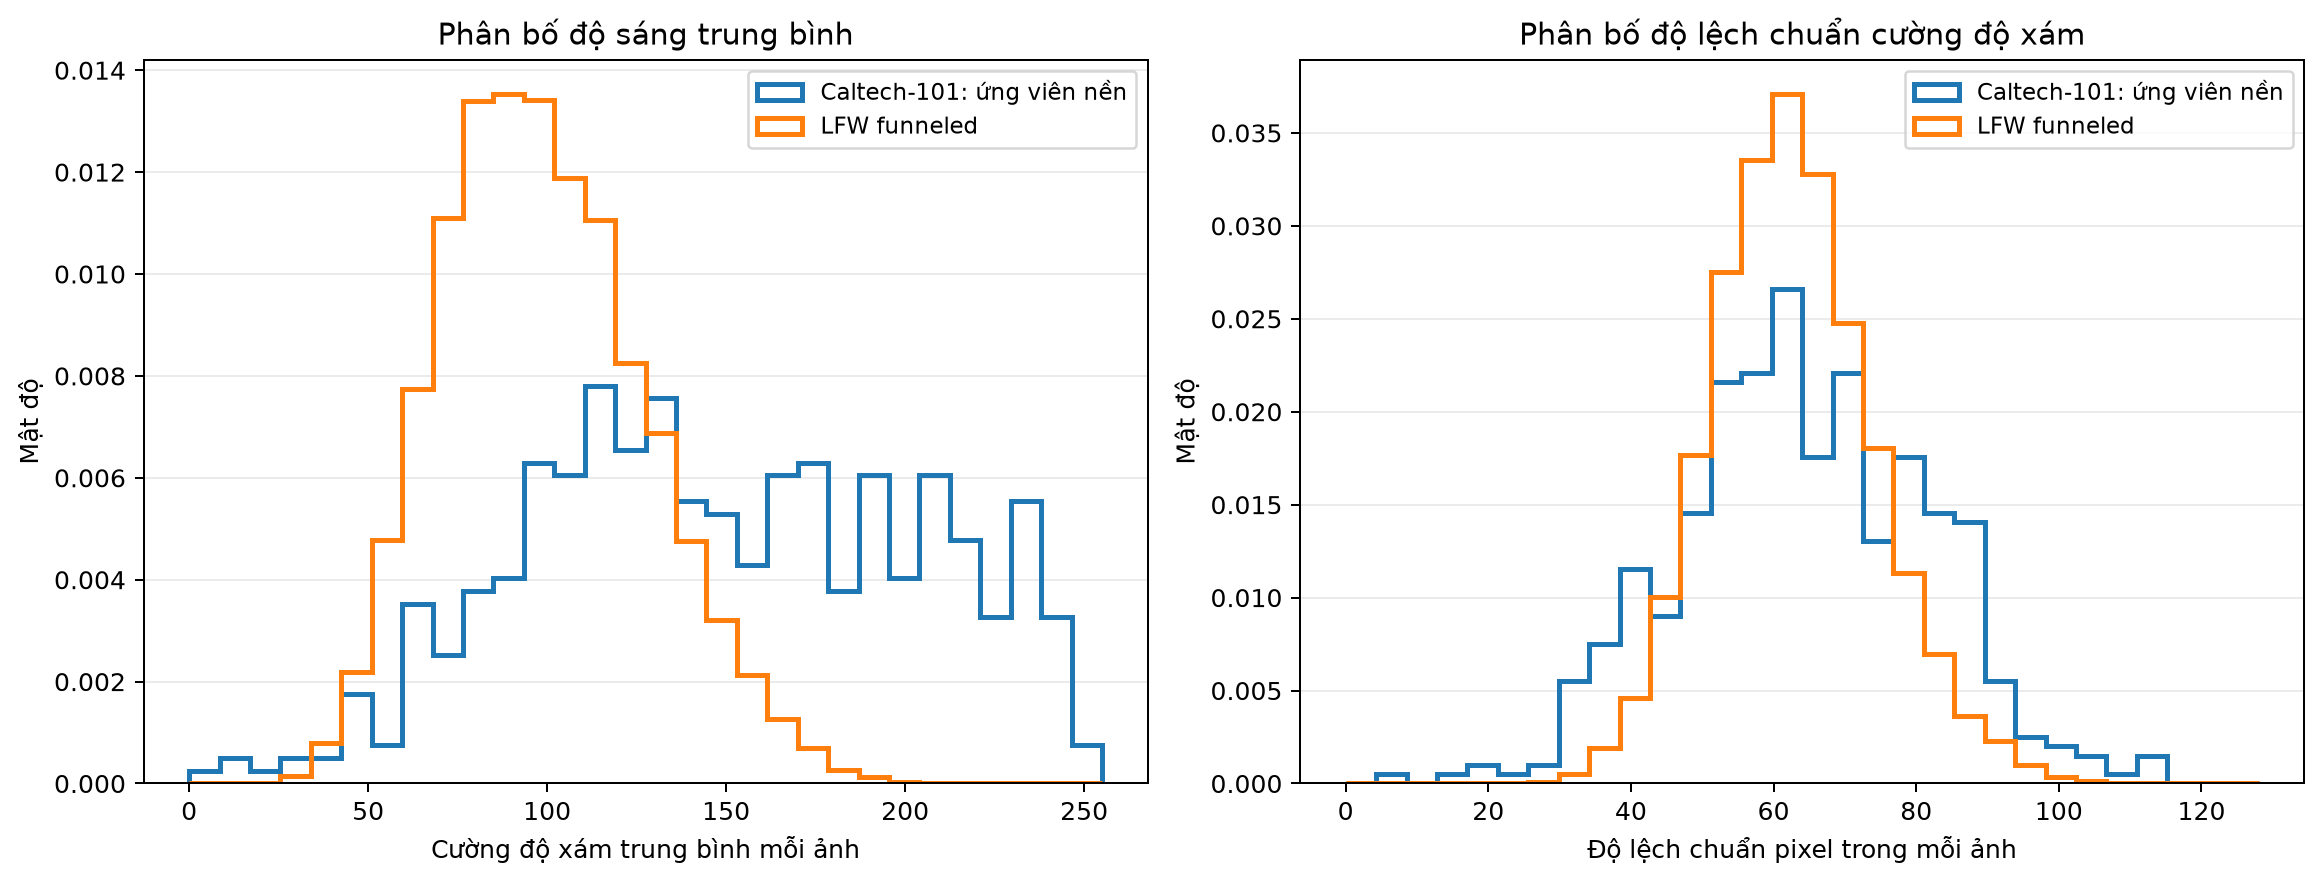 Phân bố độ sáng trung bình
0.014
0.012
0.010
0.008
0.006
0.004
0.002
0.000
Mật độ
Caltech-101: ứng viên nền
LFW funneled
0 50 100 150 200 250
Cường độ xám trung bình mỗi ảnh
Phân bố độ lệch chuẩn cường độ xám
0.035
0.030
0.025
0.020
0.015
0.010
0.005
0.000
Mật độ
Caltech-101: ứng viên nền
LFW funneled
0 20 40 60 80 100 120
Độ lệch chuẩn pixel trong mỗi ảnh